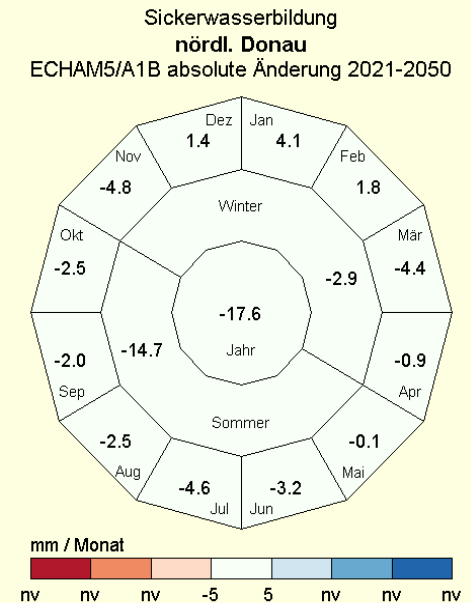 Sickerwasserbildung
nördl. Donau
ECHAM5/A1B absolute Änderung 2021-2050
Dez
1.4
Jan
4.1
Nov
-4.8
Feb
1.8
Winter
Okt
-2.5
Mär
-4.4
-2.9
-17.6
Jahr
-14.7
-2.0
Sep
-0.9
Apr
Sommer
-2.5
Aug
-0.1
Mai
-4.6
Jul
-3.2
Jun
mm / Monat
nv nv nv -5 5 nv nv nv